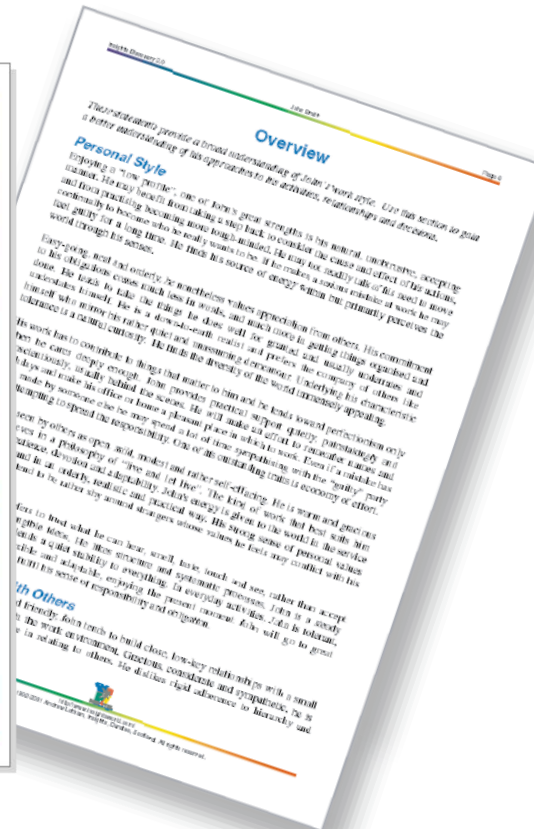 Insights Discovery 3.0
John Smith
Page 4
Overview
These statements provide a broad understanding of John's work style. Use this section to gain
a better understanding of his approaches to his activities, relationships and decisions.
Personal Style
Enjoying a "low profile", one of John's great strengths is his natural, unobtrusive, accepting
manner. He may benefit from taking a step back to consider the cause and effect of his actions,
and from practising becoming more tough-minded. He may not readily talk of his need to move
continually to become who he really wants to be. If he makes a serious mistake at work he may
feel guilty for a long time. He finds his source of energy within but primarily perceives the
world through his senses.
Easy-going, neat and orderly, he nonetheless values appreciation from others. His commitment
to his obligations comes much less in words, and much more in getting things organised and
done. He tends to take the things he does well for granted and usually underrates and
understates himself. He is a down-to-earth realist and prefers the company of others like
himself who mirror his rather quiet and unassuming demeanour. Underlying his characteristic
tolerance is a natural curiosity. He finds the diversity of the world immensely appealing.
His work has to contribute to things that matter to him and he tends toward perfectionism only
when he cares deeply enough. John provides practical support quietly, painstakingly and
conscientiously, usually behind the scenes. He will make an effort to remember names and
days and make his office or home a pleasant place in which to work. Even if a mistake has
made by someone else he may spend a lot of time sympathising with the "guilty" party
attempting to spread the responsibility. One of his outstanding traits is economy of effort.
seen by others as open, arid, modest and rather self-effacing. He is warm and gracious
in a philosophy of "live and let live". The kind of work that best suits him
patience, devotion and adaptability. John's energy is given to the world in the service
and in an orderly, realistic and practical way. His strong sense of personal values
tend to be rather shy around strangers whose values he feels may conflict with his
to trust what he can hear, smell, taste, touch and see, rather than accept
ideas. He likes structure and systematic processes. John is a steady
a quiet stability to everything. In everyday activities, John is tolerant,
and adaptable, enjoying the present moment. John will go to great
fulfil his sense of responsibility and obligation.
ith Others
d friendly, John tends to build close, low-key relationships with a small
the work environment. Gracious, considerate and sympathetic, he is
e in relating to others. He dislikes rigid adherence to hierarchy and
Andrew Lothian, Insights, Dundee, Scotland. All rights reserved.